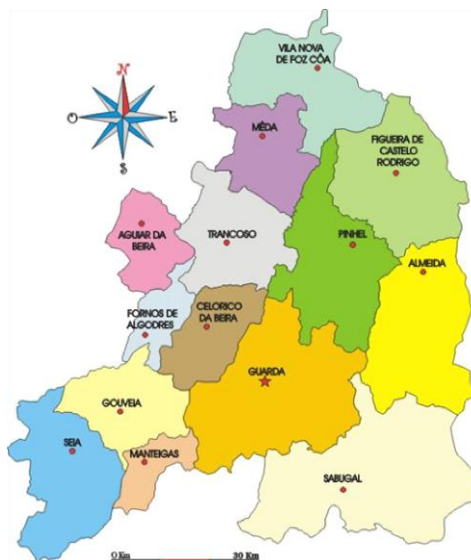 VILA NOVA
DE FOZ CÔA
N
O
E
S
MÊDA
FIGUEIRA DE
CASTELO
RODRIGO
AGUIAR DA
BEIRA
TRANCOSO
PINHEL
ALMEIDA
FORNOS DE
ALGODRES
CELORICO
DA BEIRA
GUARDA
GOUVEIA
SEIA
MANTEIGAS
SABUGAL
0 Km
30 Km